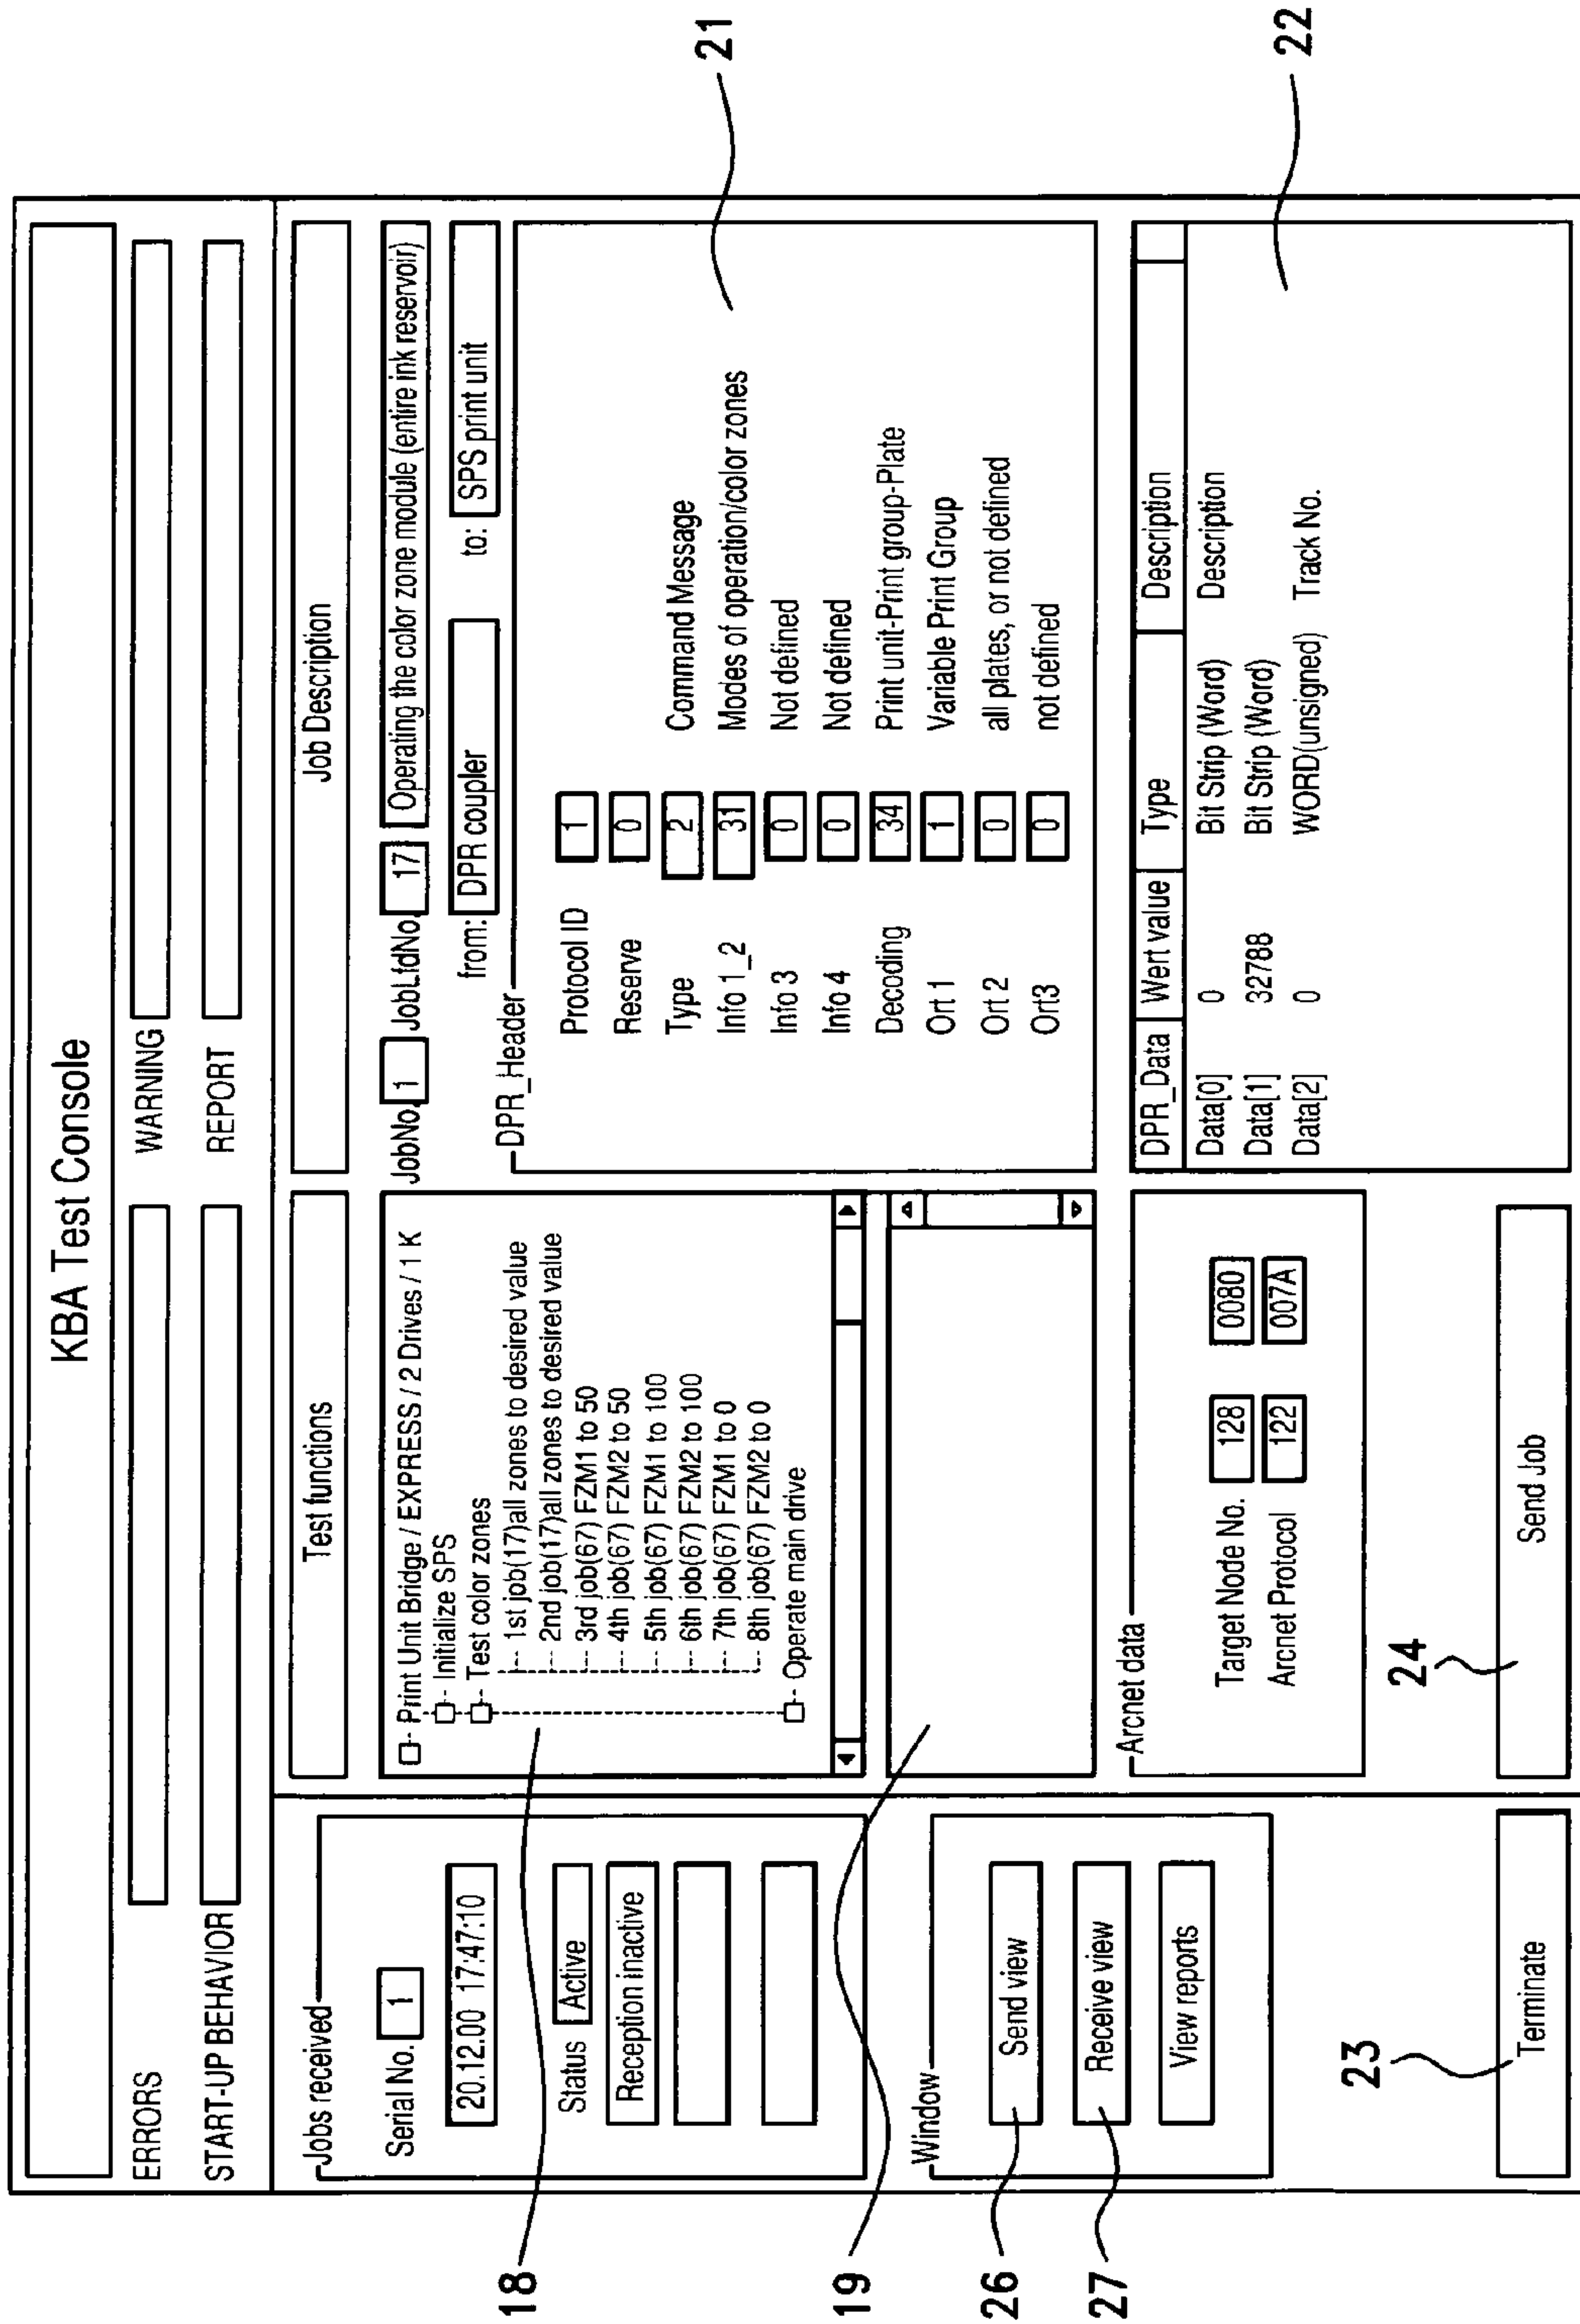 KBA Test Console
ERRORS WARNING
START-UP BEHAVIOR REPORT
Jobs received
Serial No. 1
20.12.00 17:47:10
Status Active
Reception inactive
Window
Send view
Receive view
View reports
Terminate
Test functions
Print Unit Bridge / EXPRESS / 2 Drives / 1 K
Initialize SPS
Test color zones
1st job(17)all zones to desired value
2nd job(17)all zones to desired value
3rd job(67) FZM1 to 50
4th job(67) FZM2 to 50
5th job(67) FZM1 to 100
6th job(67) FZM2 to 100
7th job(67) FZM1 to 0
8th job(67) FZM2 to 0
Operate main drive
Arcnet data
Target Node No. 128 0080
Arcnet Protocol 122 007A
Send Job
Job Description
JobNo. 1 JobLfdNo. 17 Operating the color zone module (entire ink reservoir)
from: DPR coupler to: SPS print unit
DPR_Header
Protocol ID 1
Reserve 0
Type 2 Command Message
Info 1_2 31 Modes of operation/color zones
Info 3 0 Not defined
Info 4 0 Not defined
Decoding 34 Print unit-Print group-Plate
Ort 1 1 Variable Print Group
Ort 2 0 all plates, or not defined
Ort3 0 not defined
DPR_Data Wert value Type Description
Data[0] 0 Bit Strip (Word) Description
Data[1] 32788 Bit Strip (Word)
Data[2] 0 WORD(unsigned) Track No.
18
19
26
27
23
24
21
22